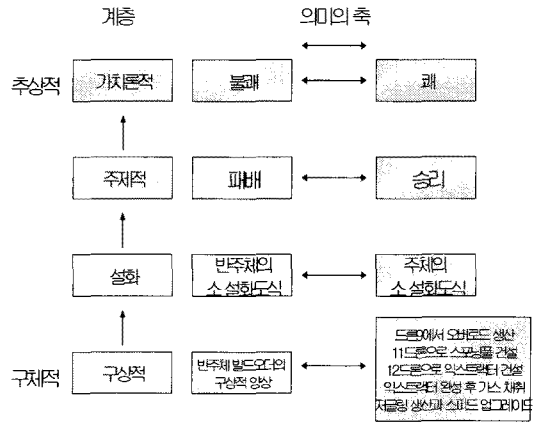 계층 의미의 축
추상적 가치론적 불쾌 쾌
주제적 패배 승리
설화 반주체의 주체의
소 설화도식 소 설화도식
드론9에서 오버로드 생산
11드론으로 스포닝풀 건설
구체적 구상적 반주체 빌드오더의 12드론으로 익스트랙터 건설
구상적 양상 익스트랙터 완성 후 가스 채취
저글링 생산과 스피드 업그레이드